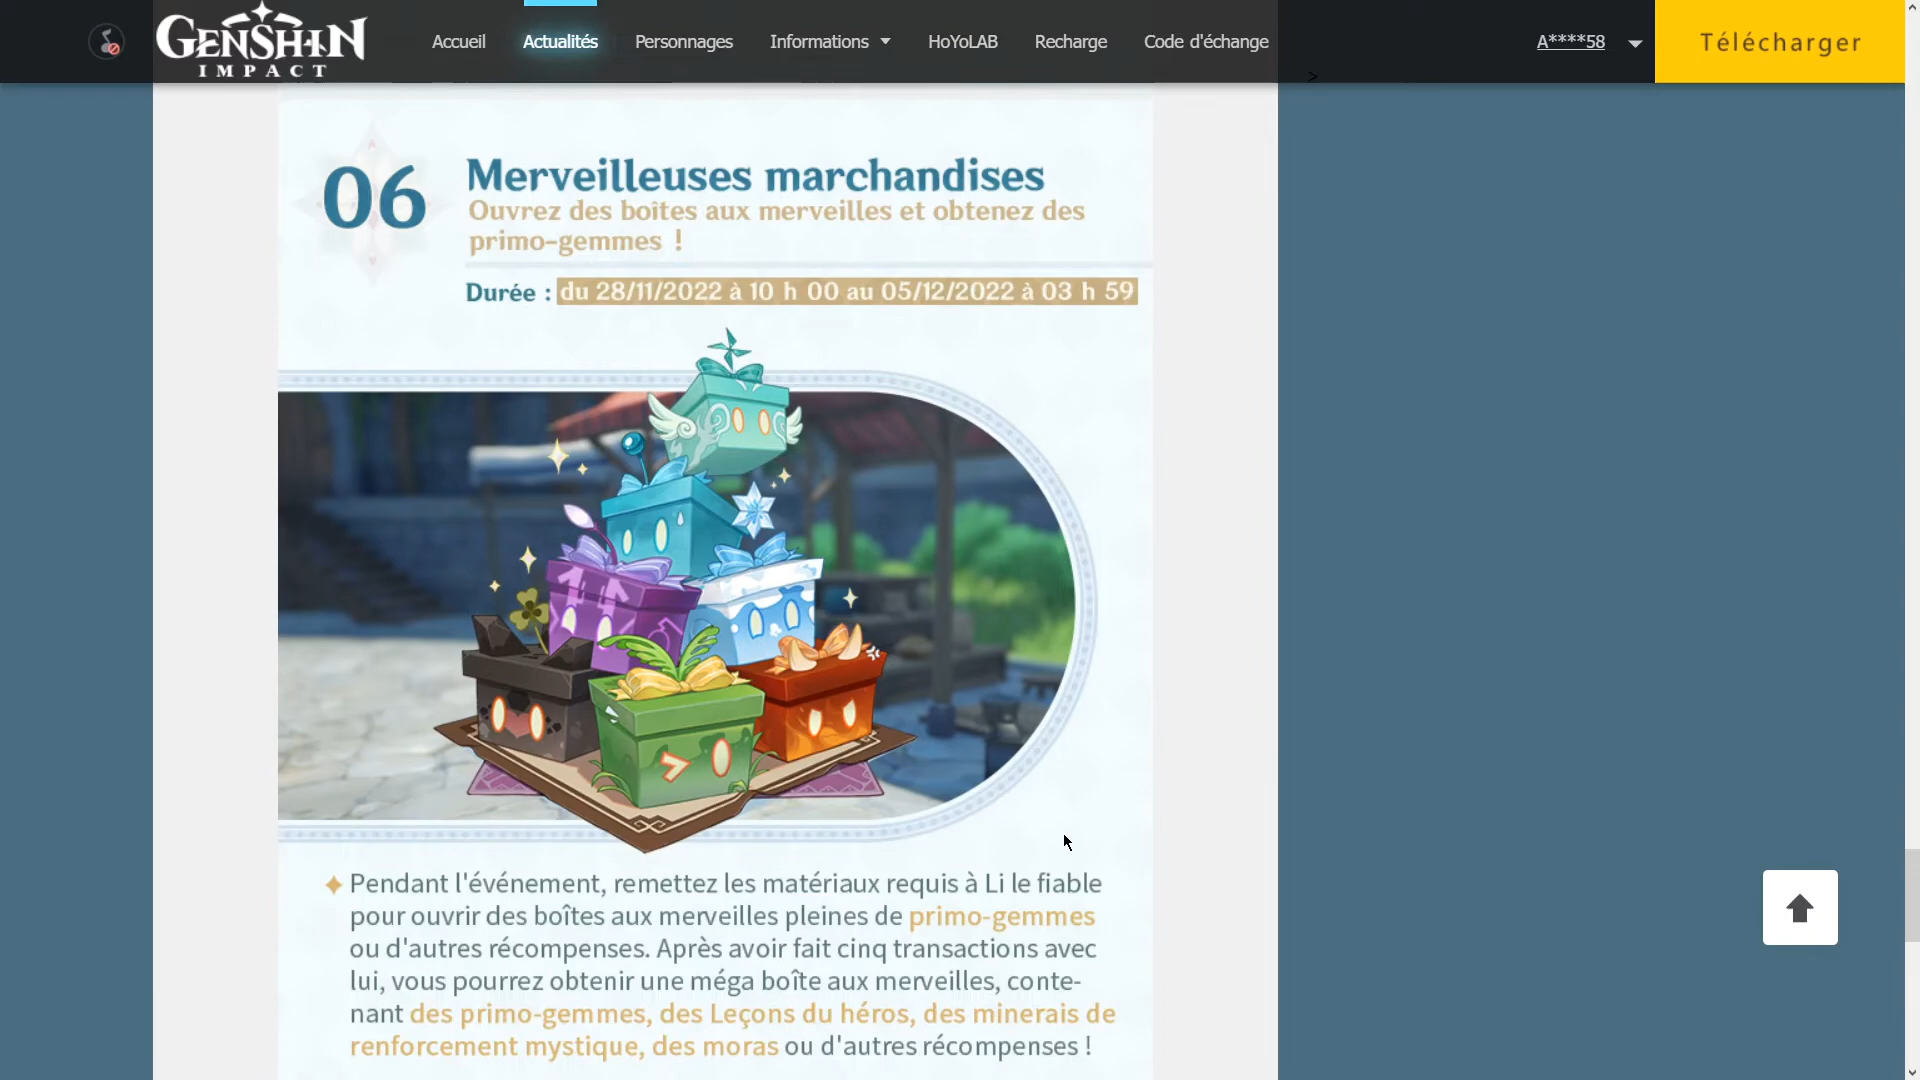 GENSHIN
IMPACT
Accueil
Actualités
Personnages
Informations
HoYoLAB
Recharge
Code d'échange
A****58
Télécharger
>
06
Merveilleuses marchandises
Ouvrez des boîtes aux merveilles et obtenez des
primo-gemmes !
Durée : du 28/11/2022 à 10 h 00 au 05/12/2022 à 03 h 59
Pendant l'événement, remettez les matériaux requis à Li le fiable
pour ouvrir des boîtes aux merveilles pleines de primo-gemmes
ou d'autres récompenses. Après avoir fait cinq transactions avec
lui, vous pourrez obtenir une méga boîte aux merveilles, conte-
nant des primo-gemmes, des Leçons du héros, des minerais de
renforcement mystique, des moras ou d'autres récompenses !